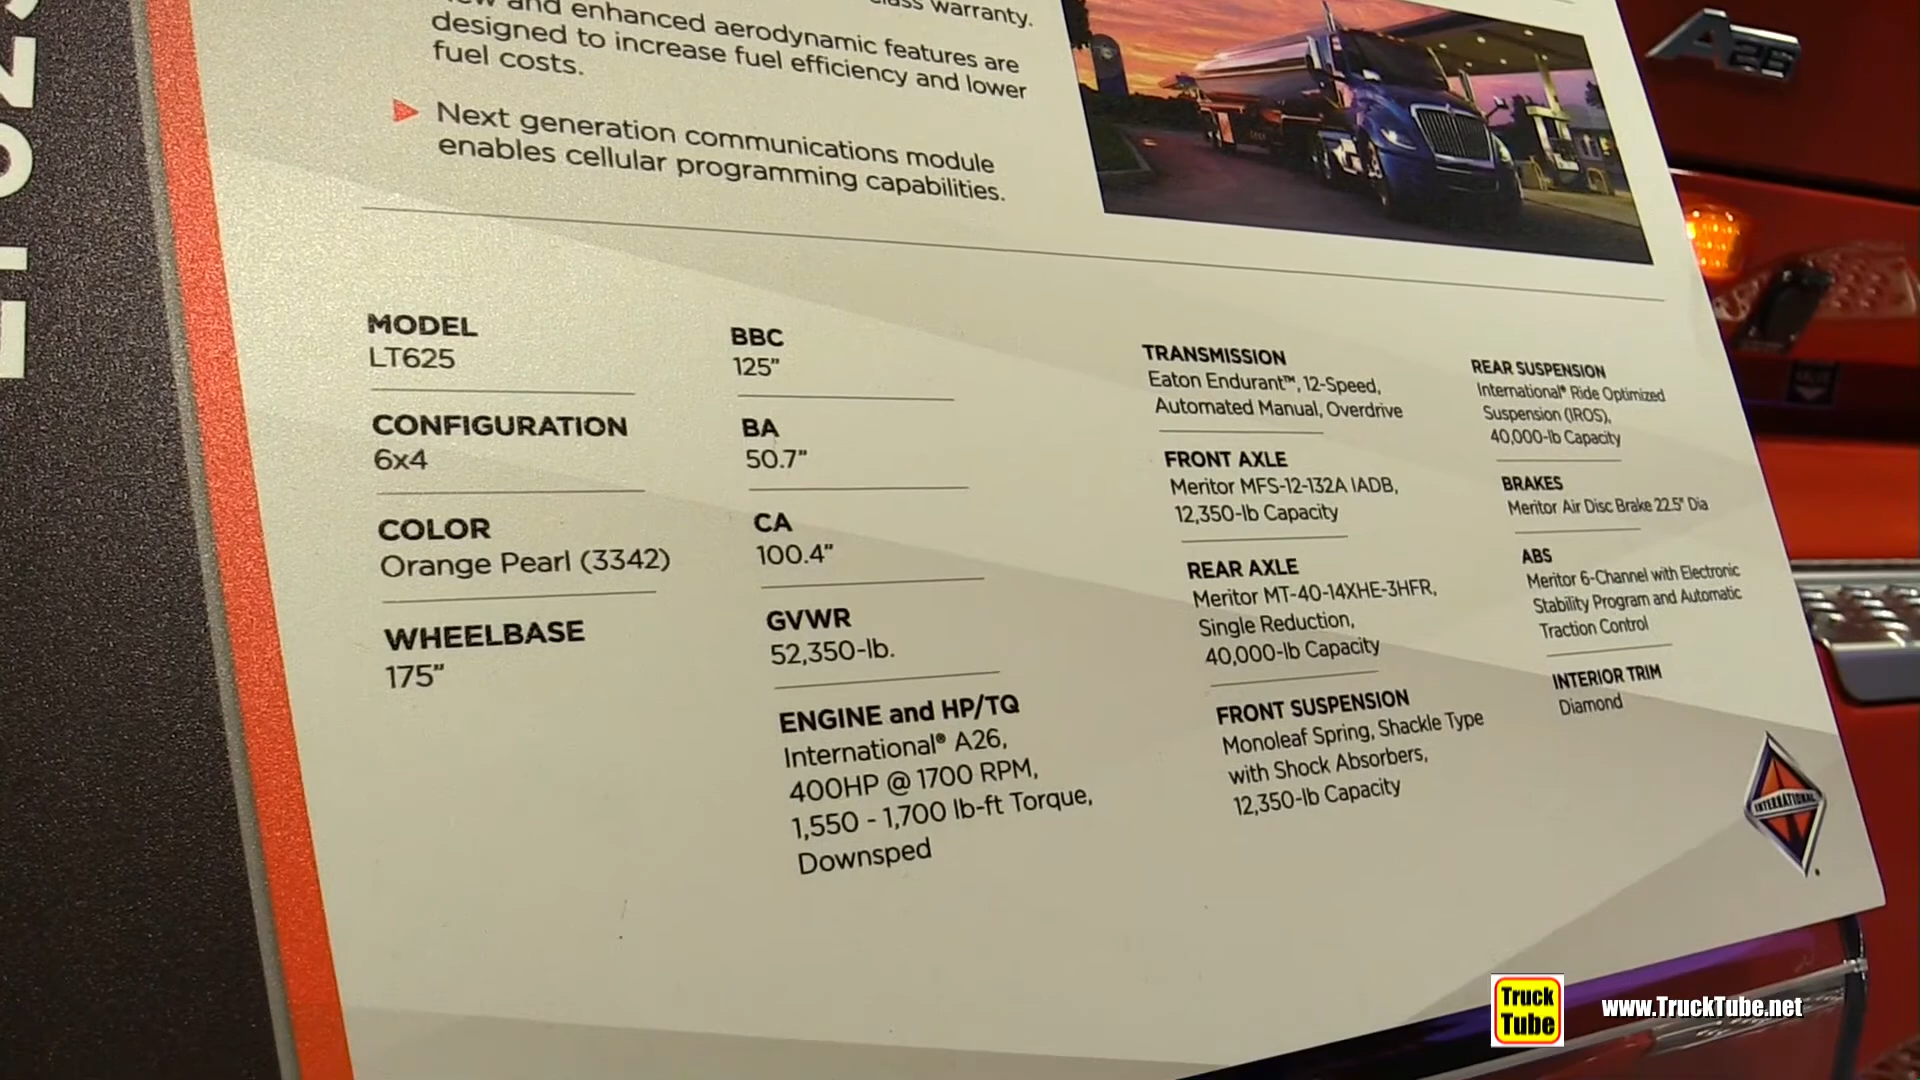 warranty.
and enhanced aerodynamic features are
designed to increase fuel efficiency and lower
fuel costs.
Next generation communications module
enables cellular programming capabilities.
A26
MODEL
LT625
CONFIGURATION
6x4
COLOR
Orange Pearl (3342)
WHEELBASE
175”
BBC
125”
BA
50.7”
CA
100.4”
GVWR
52,350-lb.
ENGINE and HP/TQ
International® A26,
400HP @ 1700 RPM,
1,550 - 1,700 lb-ft Torque,
Downsped
TRANSMISSION
Eaton Endurant™, 12-Speed,
Automated Manual, Overdrive
FRONT AXLE
Meritor MFS-12-132A IADB,
12,350-lb Capacity
REAR AXLE
Meritor MT-40-14XHE-3HFR,
Single Reduction,
40,000-lb Capacity
FRONT SUSPENSION
Monoleaf Spring, Shackle Type
with Shock Absorbers,
12,350-lb Capacity
REAR SUSPENSION
International® Ride Optimized
Suspension (IROS),
40,000-lb Capacity
BRAKES
Meritor Air Disc Brake 22.5" Dia
ABS
Meritor 6-Channel with Electronic
Stability Program and Automatic
Traction Control
INTERIOR TRIM
Diamond
INTERNATIONAL
Truck
Tube
www.TruckTube.net